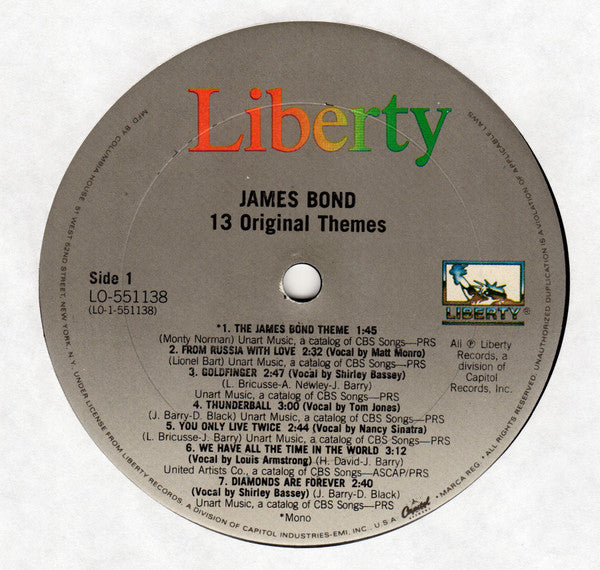 Liberty
JAMES BOND
13 Original Themes
Side 1
LO-551138
(LO-1-551138)
LIBERTY
All ℗ Liberty
Records, a
division of
Capitol
Records, Inc.
*1. THE JAMES BOND THEME 1:45
(Monty Norman) Unart Music, a catalog of CBS Songs—PRS
2. FROM RUSSIA WITH LOVE 2:32 (Vocal by Matt Monro)
(Lionel Bart) Unart Music, a catalog of CBS Songs—PRS
3. GOLDFINGER 2:47 (Vocal by Shirley Bassey)
(L. Bricusse-A. Newley-J. Barry)
Unart Music, a catalog of CBS Songs—PRS
4. THUNDERBALL 3:00 (Vocal by Tom Jones)
(J. Barry-D. Black) Unart Music, a catalog of CBS Songs—PRS
5. YOU ONLY LIVE TWICE 2:44 (Vocal by Nancy Sinatra)
(L. Bricusse-J. Barry) Unart Music, a catalog of CBS Songs—PRS
6. WE HAVE ALL THE TIME IN THE WORLD 3:12
(Vocal by Louis Armstrong) (H. David-J. Barry)
United Artists Co., a catalog of CBS Songs—ASCAP/PRS
7. DIAMONDS ARE FOREVER 2:40
(Vocal by Shirley Bassey) (J. Barry-D. Black)
Unart Music, a catalog of CBS Songs—PRS
*Mono
Capitol
MFD. BY COLUMBIA HOUSE 51 WEST 52ND STREET, NEW YORK, N.Y. UNDER LICENSE FROM LIBERTY RECORDS, A DIVISION OF CAPITOL INDUSTRIES-EMI, INC., U.S.A.
MARCA REG. • ALL RIGHTS RESERVED. UNAUTHORIZED DUPLICATION IS A VIOLATION OF APPLICABLE LAWS.